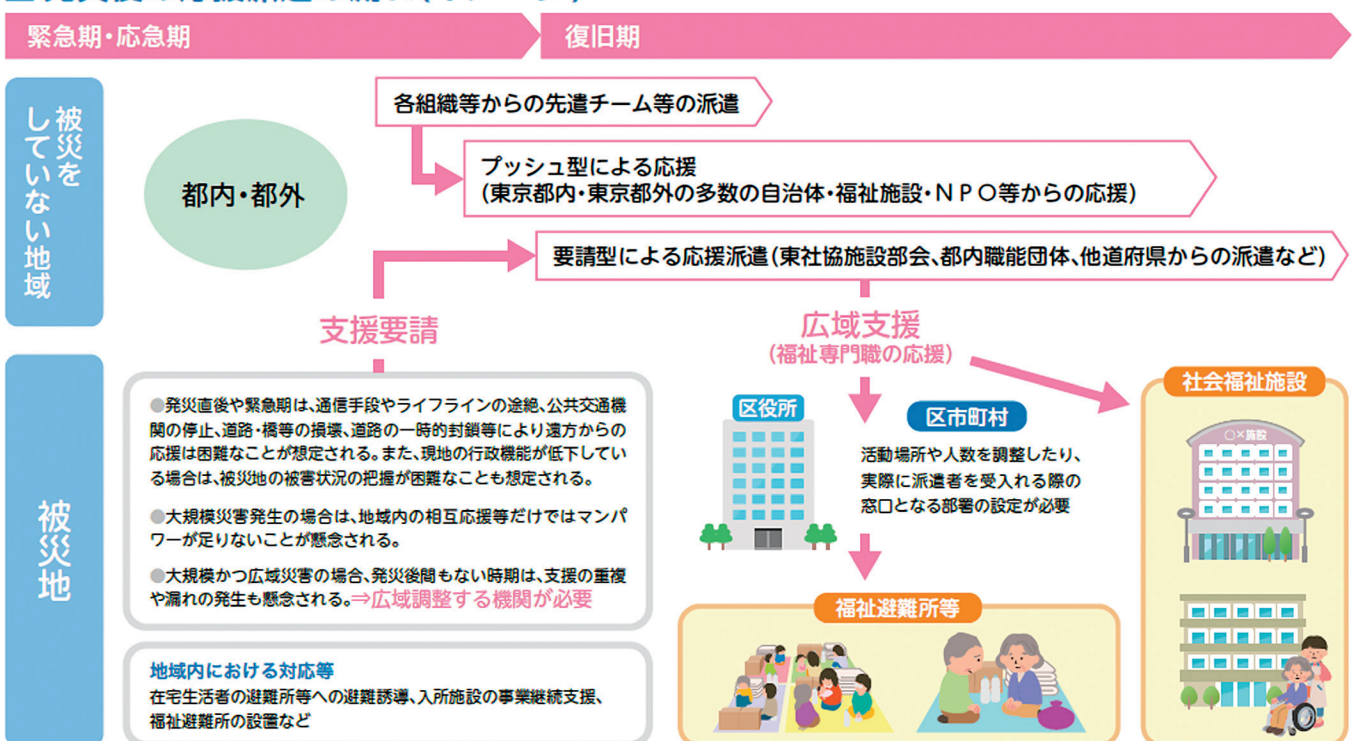 緊急期・応急期
復旧期
被災を
していない地域
都内・都外
各組織等からの先遣チーム等の派遣
プッシュ型による応援
(東京都内・東京都外の多数の自治体・福祉施設・NPO等からの応援)
要請型による応援派遣(東社協施設部会、都内職能団体、他道府県からの派遣など)
支援要請
広域支援
(福祉専門職の応援)
被災地
●発災直後や緊急期は、通信手段やライフラインの途絶、公共交通機
関の停止、道路・橋等の損壊、道路の一時的封鎖等により遠方からの
応援は困難なことが想定される。また、現地の行政機能が低下してい
る場合は、被災地の被害状況の把握が困難なことも想定される。
●大規模災害発生の場合は、地域内の相互応援等だけではマンパ
ワーが足りないことが懸念される。
●大規模かつ広域災害の場合、発災後間もない時期は、支援の重複
や漏れの発生も懸念される。⇒広域調整する機関が必要
地域内における対応等
在宅生活者の避難所等への避難誘導、入所施設の事業継続支援、
福祉避難所の設置など
区役所
区市町村
活動場所や人数を調整したり、
実際に派遣者を受入れる際の
窓口となる部署の設定が必要
福祉避難所等
社会福祉施設
○×施設